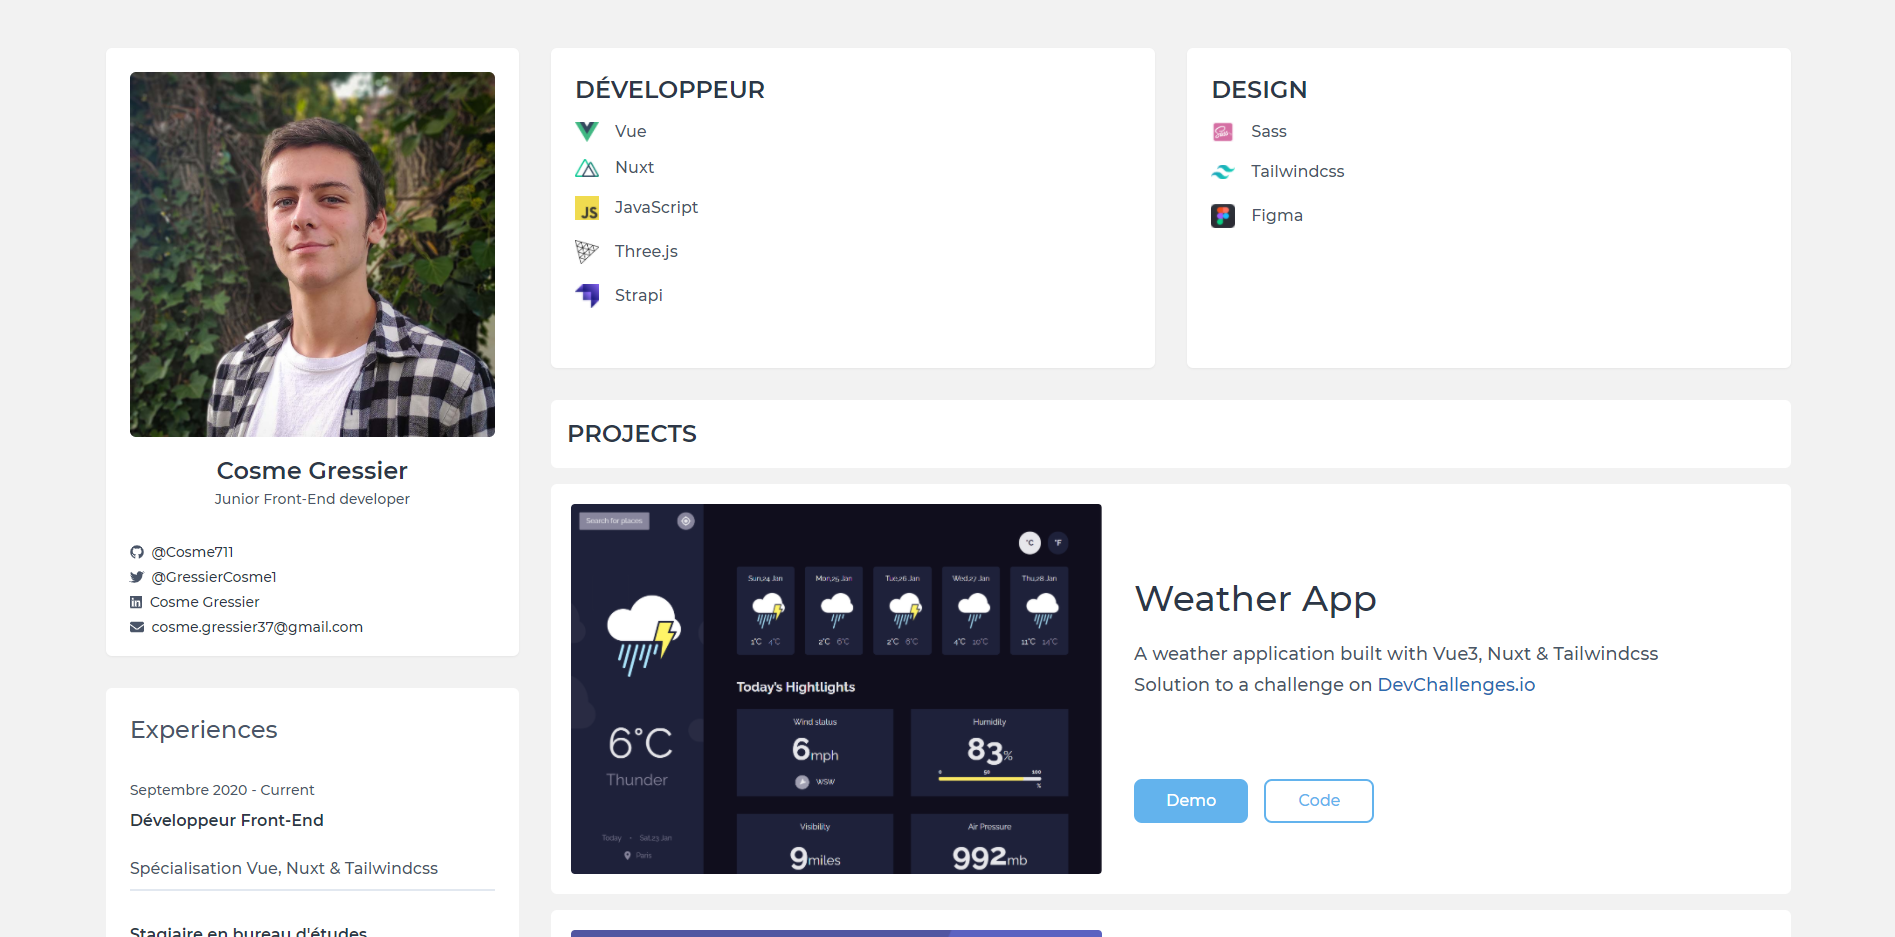 Cosme Gressier
Junior Front-End developer
@Cosme711
@GressierCosme1
Cosme Gressier
cosme.gressier37@gmail.com
Experiences
Septembre 2020 - Current
Développeur Front-End
Spécialisation Vue, Nuxt & Tailwindcss
Stagiaire en bureau d'études
DÉVELOPPEUR
Vue
Nuxt
JS JavaScript
Three.js
Strapi
DESIGN
Sass Sass
Tailwindcss
Figma
PROJECTS
Search for places
°C °F
Sun,24 Jan Mon,25 Jan Tue,26 Jan Wed,27 Jan Thu,28 Jan
1°C 4°C 2°C 6°C 2°C 8°C 4°C 10°C 11°C 14°C
6°C
Thunder
Today - Sat,23 Jan
Paris
Today's Hightlights
Wind status
6mph
WSW
Humidity
83%
0 50 100
%
Visibility
9miles
Air Pressure
992mb
Weather App
A weather application built with Vue3, Nuxt & Tailwindcss
Solution to a challenge on DevChallenges.io
Demo Code